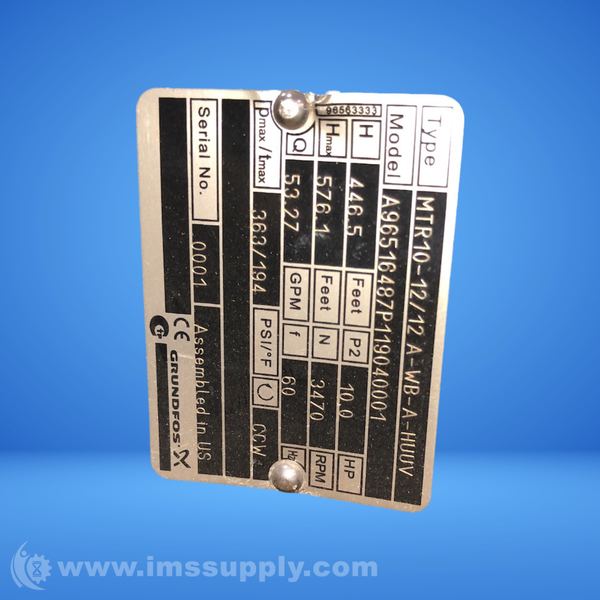 Type MTR10-12/12 A-WB-A-HUUV
Model A96516487P119040001
96563333
H 446.5 Feet P2 10,0 HP
Hmax 576.1 Feet N 3470 RPM
Q 53.27 GPM f 60 Hz
pmax/tmax 363/194 PSI/°F CCW
Serial No. 0001 Assembled in US
CE GRUNDFOS X
www.imssupply.com